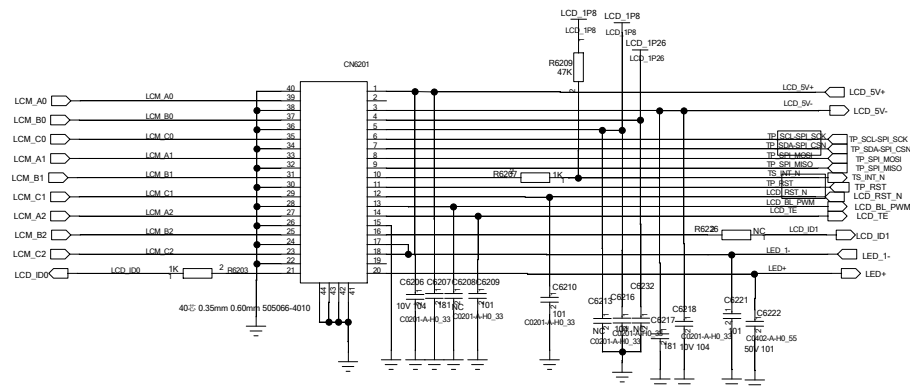 LCD_1P8
LCD_1P8
LCD_1P8
LCD_1P8
LCD_1P26
LCD_1P26
R6209
47K
2
CN6201
40 1 LCD_5V+ LCD_5V+
LCM_A0 LCM_A0 39 2
38 3 LCD_5V- LCD_5V-
LCM_B0 LCM_B0 37 4
36 5
LCM_C0 LCM_C0 35 6 TP_SCL-SPI_SCK TP_SCL-SPI_SCK
34 7 TP_SDA-SPI_CSN TP_SDA-SPI_CSN
LCM_A1 LCM_A1 33 8 TP_SPI_MOSI TP_SPI_MOSI
32 9 TP_SPI_MISO TP_SPI_MISO
LCM_B1 LCM_B1 31 10 R6207 1K 1 TS_INT_N TS_INT_N
30 11 TP_RST TP_RST
LCM_C1 LCM_C1 29 12 LCD_RST_N LCD_RST_N
28 13 LCD_BL_PWM LCD_BL_PWM
LCM_A2 LCM_A2 27 14 LCD_TE LCD_TE
26 15
LCM_B2 LCM_B2 25 16 NC 1 LCD_ID1 LCD_ID1
24 17
LCM_C2 LCM_C2 23 18 LED_1- LED_1-
22 19
LCD_ID0 LCD_ID0 1K 1 2 R6203 21 20 LED+ LED+
44 43 42 41
0.35mm 0.60mm 505066-4010
C6206 C6207 C6208 C6209
10V 104 181 NC 101
C0201-A-H0_33 C0201-A-H0_33
C6210
101
C0201-A-H0_33
C6213 C6216 C6232
NC NC
C0201-A-H0_33
C6217
181
C6218
C0201-A-H0_33
10V 104
C6221
101
C6222
C0402-A-H0_55
50V 101